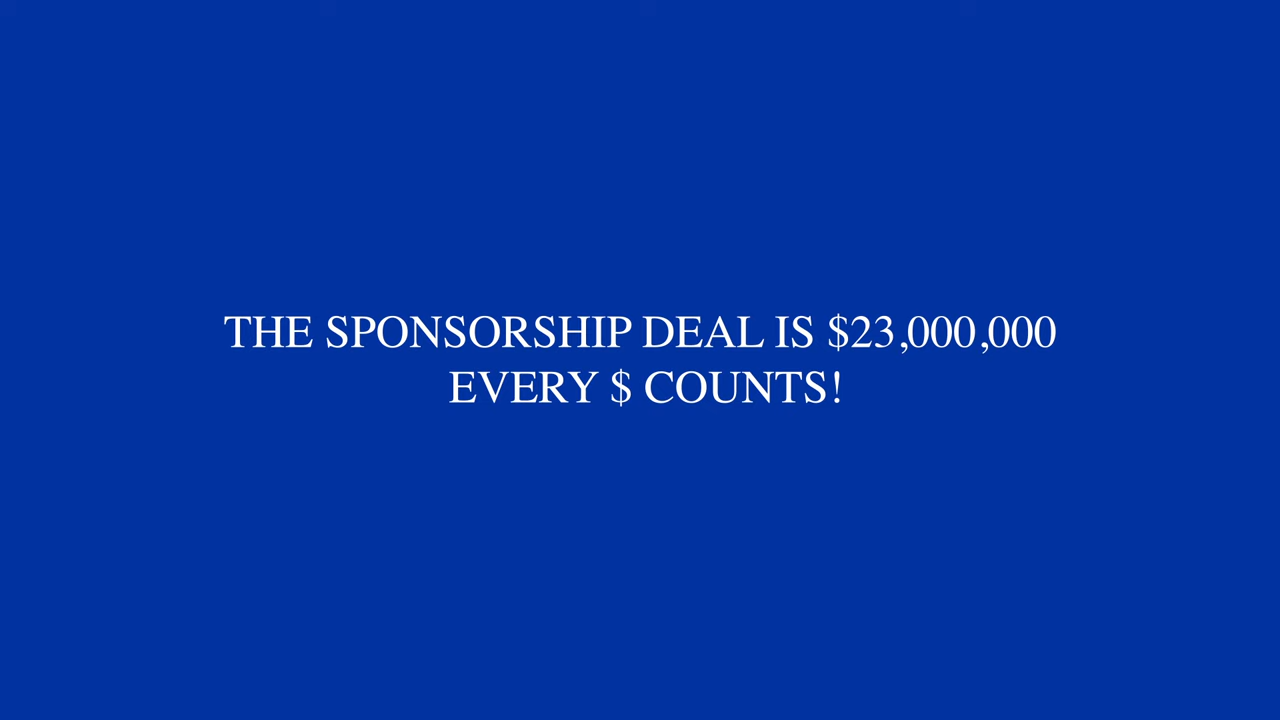 THE SPONSORSHIP DEAL IS $23,000,000
EVERY $ COUNTS!